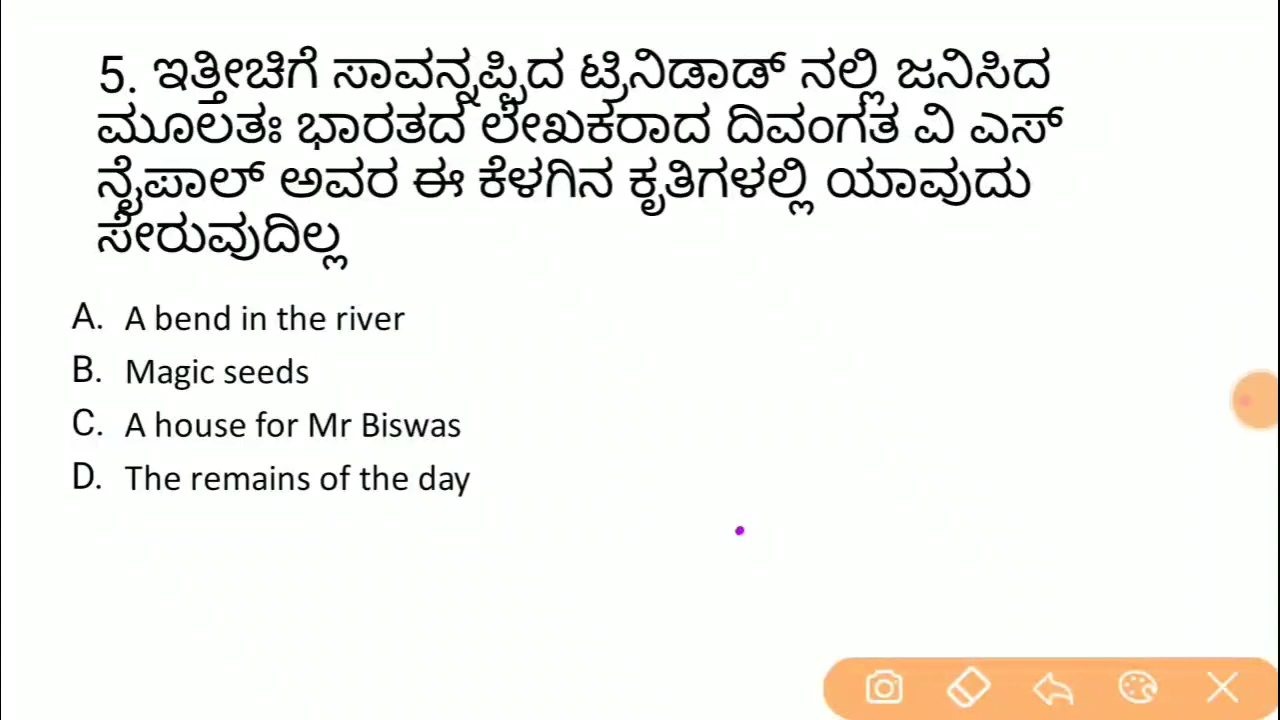 5. ಇತ್ತೀಚಿಗೆ ಸಾವನ್ನಪ್ಪಿದ ಟ್ರಿನಿಡಾಡ್ ನಲ್ಲಿ ಜನಿಸಿದ
ಮೂಲತಃ ಭಾರತದ ಲೇಖಕರಾದ ದಿವಂಗತ ವಿ ಎಸ್
ನೈಪಾಲ್ ಅವರ ಈ ಕೆಳಗಿನ ಕೃತಿಗಳಲ್ಲಿ ಯಾವುದು
ಸೇರುವುದಿಲ್ಲ
A. A bend in the river
B. Magic seeds
C. A house for Mr Biswas
D. The remains of the day